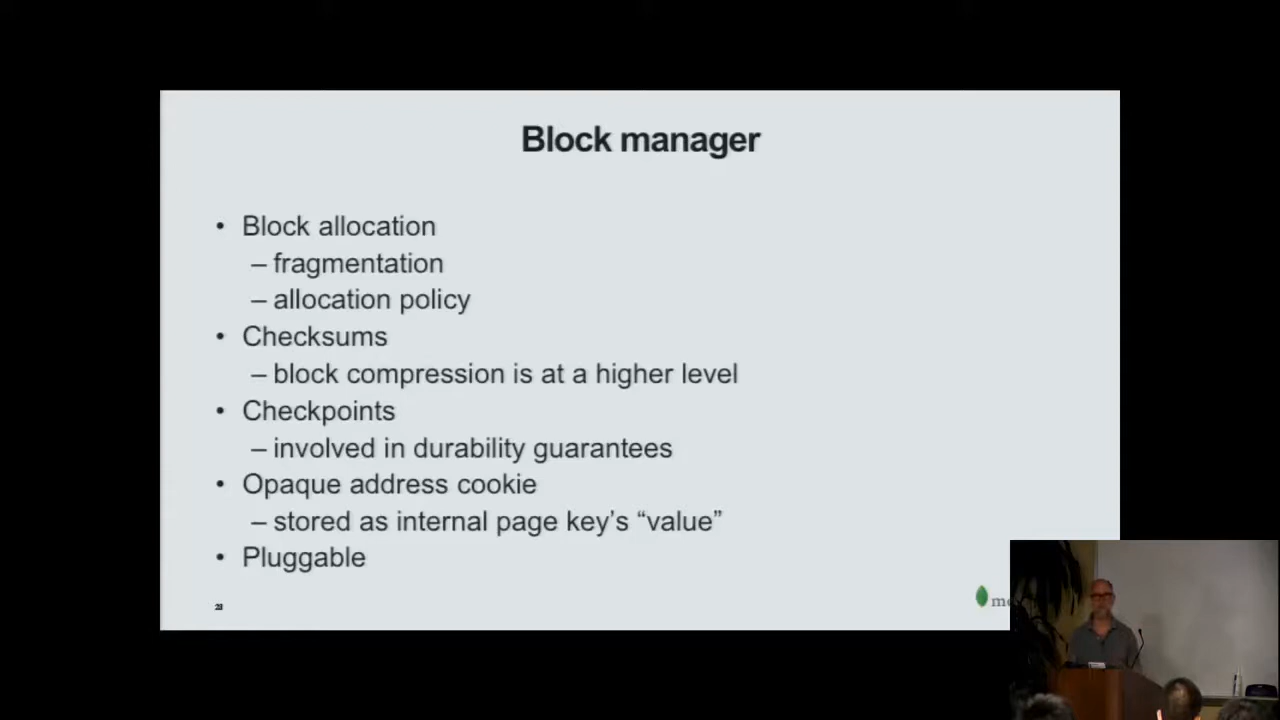 Block manager
• Block allocation
– fragmentation
– allocation policy
• Checksums
– block compression is at a higher level
• Checkpoints
– involved in durability guarantees
• Opaque address cookie
– stored as internal page key's “value”
• Pluggable